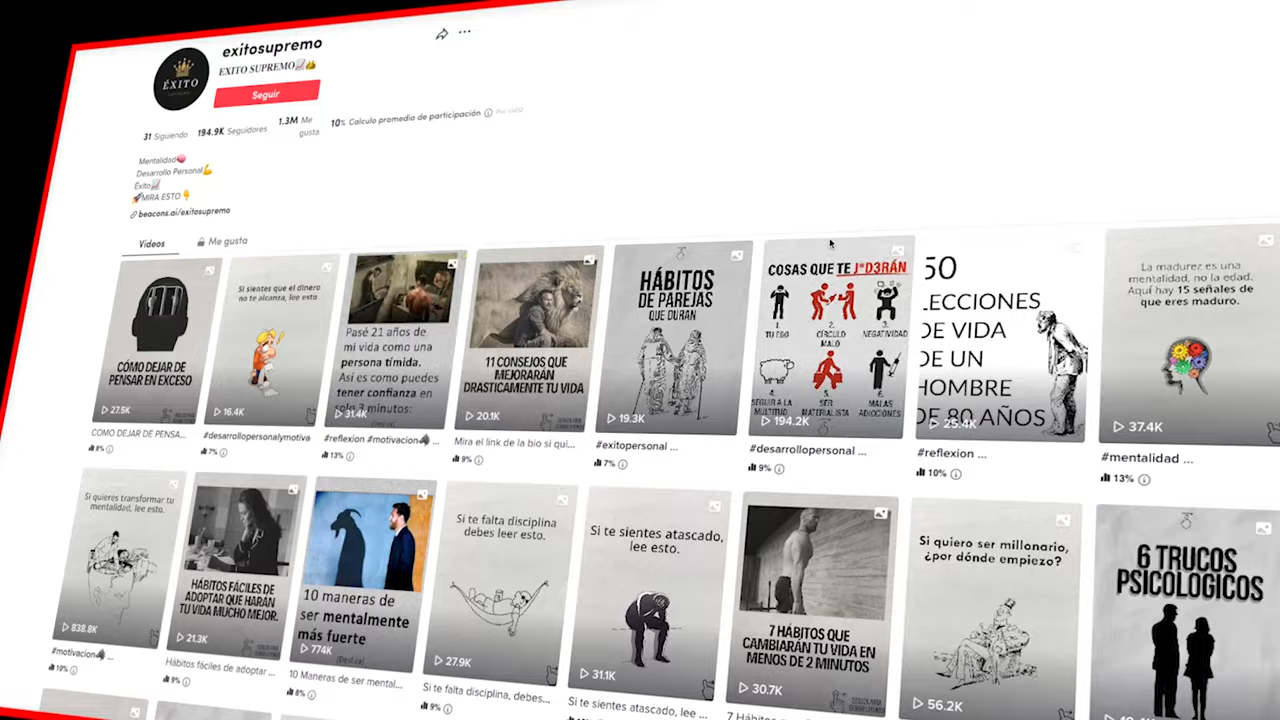 exitosupremo
EXITO SUPREMO📈👑
ÉXITO
Seguir
31 Siguiendo
194.9K Seguidores
1.3M Me
gusta
10% Calculo promedio de participación
Por video
Mentalidad🧠
Desarrollo Personal💪
Éxito📈
🚀MIRA ESTO👇
beacons.ai/exitosupremo
Videos
Me gusta
CÓMO DEJAR DE
PENSAR EN EXCESO
27.5K
COMO DEJAR DE PENSA...
8%
Si sientes que el dinero
no te alcanza, lee esto.
16.4K
#desarrollopersonalymotiva
7%
Pasé 21 años de
mi vida como una
persona tímida.
Así es como puedes
tener confianza en
solo 3 minutos:
31.4K
#reflexion #motivacion ...
13%
11 CONSEJOS QUE
MEJORARÁN
DRASTICAMENTE TU VIDA
20.1K
Mira el link de la bio si qui...
9%
HÁBITOS
DE PAREJAS
QUE DURAN
19.3K
#exitopersonal ...
7%
COSAS QUE TE J*D3RÁN
1.
TU EGO
2.
CÍRCULO
MALO
3.
NEGATIVIDAD
4.
SEGUIR A LA
MULTITUD
5.
SER
MATERIALISTA
6.
MALAS
ADICCIONES
194.2K
#desarrollopersonal ...
9%
50
LECCIONES
DE VIDA
DE UN
HOMBRE
DE 80 AÑOS
25.4K
#reflexion ...
10%
La madurez es una
mentalidad, no la edad.
Aquí hay 15 señales de
que eres maduro.
37.4K
#mentalidad ...
13%
Si quieres transformar tu
mentalidad, lee esto.
838.8K
#motivacion ...
10%
HÁBITOS FÁCILES DE
ADOPTAR QUE HARAN
TU VIDA MUCHO MEJOR.
21.3K
Hábitos fáciles de adoptar ...
9%
10 maneras de
ser mentalmente
más fuerte
774K
10 Maneras de ser mental...
8%
Si te falta disciplina
debes leer esto.
27.9K
Si te falta disciplina, debes...
9%
Si te sientes atascado,
lee esto.
31.1K
Si te sientes atascado, lee ...
7 HÁBITOS QUE
CAMBIARÁN TU VIDA EN
MENOS DE 2 MINUTOS
30.7K
Si quiero ser millonario,
¿por dónde empiezo?
56.2K
6 TRUCOS
PSICOLOGICOS